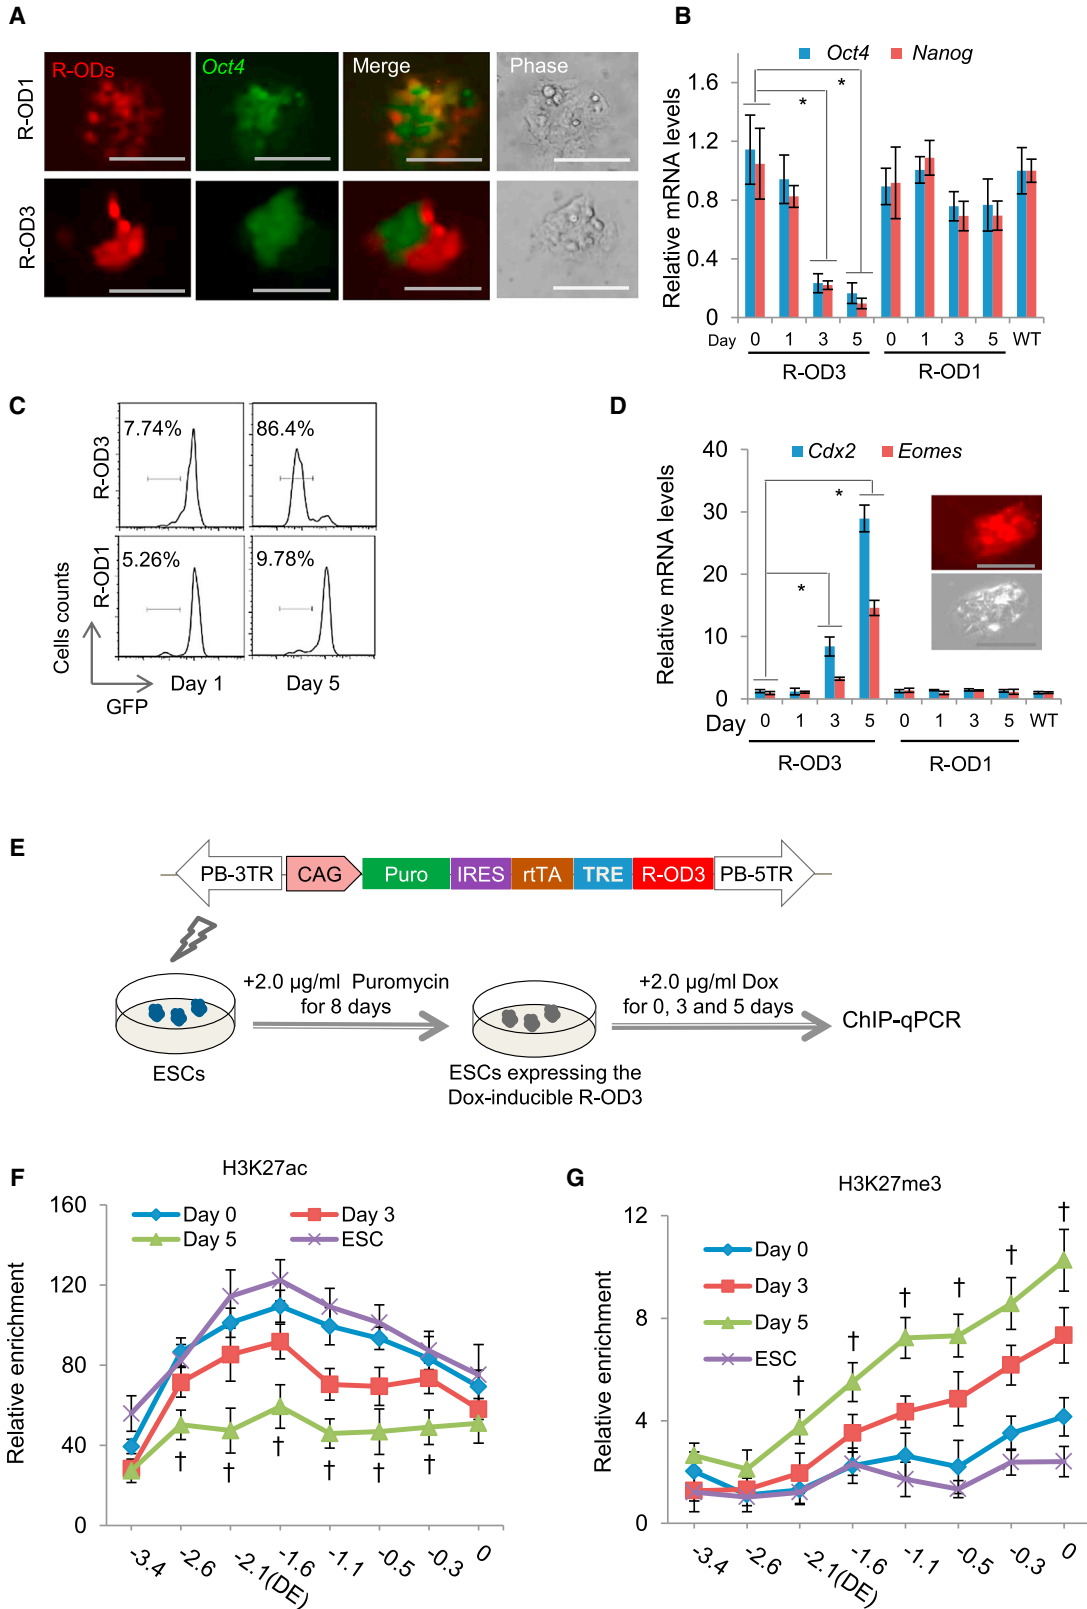 A
R-ODs
Oct4
Merge
Phase
R-OD1
R-OD3
B
Oct4 Nanog
Relative mRNA levels
1.6
1.2
0.8
0.4
0
* *
Day 0 1 3 5 0 1 3 5 WT
R-OD3 R-OD1
C
R-OD3
7.74% 86.4%
R-OD1
5.26% 9.78%
Cells counts
GFP
Day 1 Day 5
D
Cdx2 Eomes
Relative mRNA levels
40
30
20
10
0
*
*
Day 0 1 3 5 0 1 3 5 WT
R-OD3 R-OD1
E
PB-3TR CAG Puro IRES rtTA TRE R-OD3 PB-5TR
+2.0 µg/ml Puromycin
for 8 days
+2.0 µg/ml Dox
for 0, 3 and 5 days
ChIP-qPCR
ESCs
ESCs expressing the
Dox-inducible R-OD3
F
H3K27ac
Relative enrichment
160
120
80
40
0
Day 0 Day 3
Day 5 ESC
† † † † † †
-3.4 -2.6 -2.1(DE) -1.6 -1.1 -0.5 -0.3 0
G
H3K27me3
Relative enrichment
12
8
4
0
Day 0
Day 3
Day 5
ESC
† † † † † †
-3.4 -2.6 -2.1(DE) -1.6 -1.1 -0.5 -0.3 0